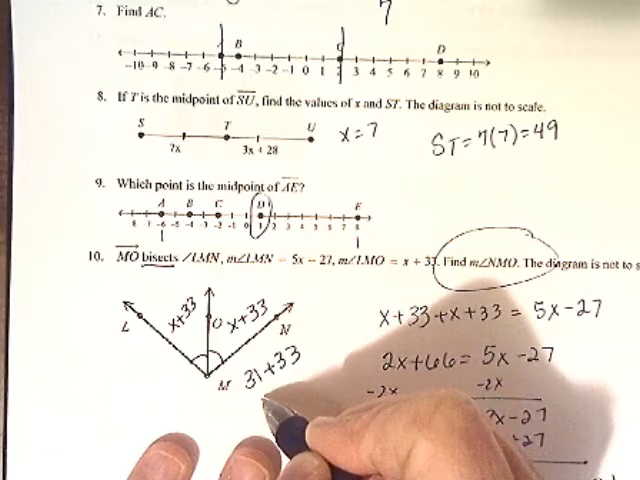 7. Find AC.
7
B D
-10 -9 -8 -7 -6 -5 -4 -3 -2 -1 0 1 2 3 4 5 6 7 8 9 10
8. If T is the midpoint of SU, find the values of x and ST. The diagram is not to scale.
S T U
7x 3x + 28
x = 7
ST = 7(7) = 49
9. Which point is the midpoint of AE?
A B C D E
10. MO bisects ∠LMN, m∠LMN = 5x - 27, m∠LMO = x + 33. Find m∠NMO. The diagram is not to s
L O N M
x+33 x+33
31+33
x+33+x+33 = 5x-27
2x+66 = 5x-27
-2x -2x
3x-27
+27